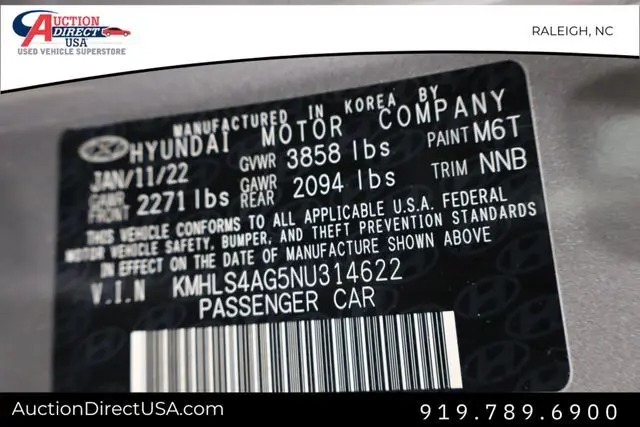 AUCTION
DIRECT
USA
USED VEHICLE SUPERSTORE
RALEIGH, NC
MANUFACTURED IN KOREA BY
HYUNDAI MOTOR COMPANY
JAN/11/22 GVWR 3858 lbs PAINT M6T
GAWR FRONT 2271 lbs GAWR REAR 2094 lbs TRIM NNB
THIS VEHICLE CONFORMS TO ALL APPLICABLE U.S.A. FEDERAL
MOTOR VEHICLE SAFETY, BUMPER, AND THEFT PREVENTION STANDARDS
IN EFFECT ON THE DATE OF MANUFACTURE SHOWN ABOVE
V.I.N KMHLS4AG5NU314622
PASSENGER CAR
AuctionDirectUSA.com
919.789.6900